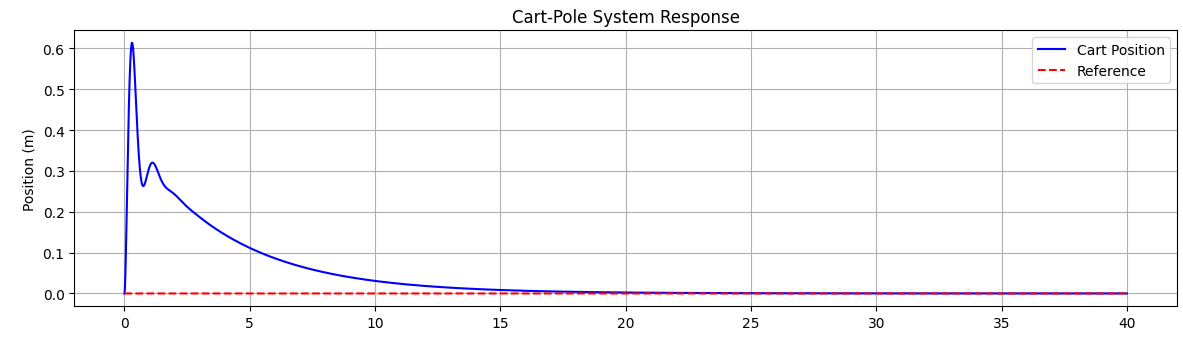 Cart-Pole System Response
Position (m)
0.6
0.5
0.4
0.3
0.2
0.1
0.0
Cart Position
Reference
0 5 10 15 20 25 30 35 40